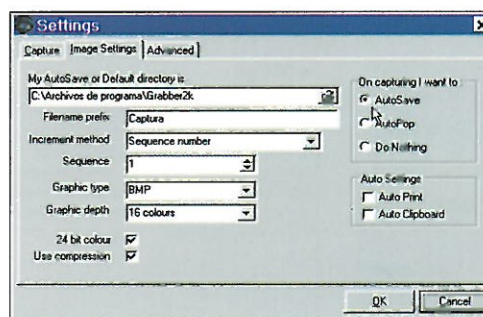 Settings
Capture Image Settings Advanced
My AutoSave or Default directory is
C:\Archivos de programa\Grabber2k
Filename prefix Captura
Increment method Sequence number
Sequence 1
Graphic type BMP
Graphic depth 16 colours
24 bit colour
Use compression
On capturing I want to
AutoSave
AutoPop
Do Nothing
Auto Settings
Auto Print
Auto Clipboard
OK Cancel